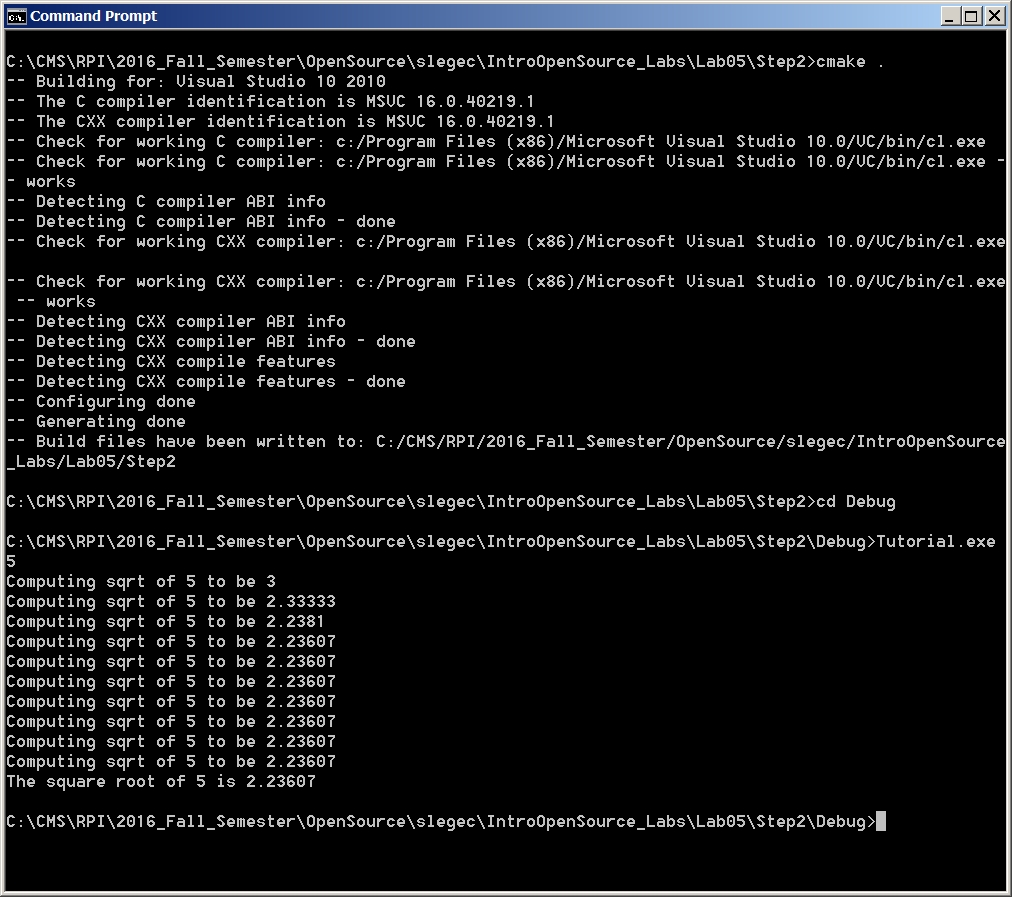 Command Prompt
C:\CMS\RPI\2016_Fall_Semester\OpenSource\slegec\IntroOpenSource_Labs\Lab05\Step2>cmake .
-- Building for: Visual Studio 10 2010
-- The C compiler identification is MSVC 16.0.40219.1
-- The CXX compiler identification is MSVC 16.0.40219.1
-- Check for working C compiler: c:/Program Files (x86)/Microsoft Visual Studio 10.0/VC/bin/cl.exe
-- Check for working C compiler: c:/Program Files (x86)/Microsoft Visual Studio 10.0/VC/bin/cl.exe -
- works
-- Detecting C compiler ABI info
-- Detecting C compiler ABI info - done
-- Check for working CXX compiler: c:/Program Files (x86)/Microsoft Visual Studio 10.0/VC/bin/cl.exe
-- Check for working CXX compiler: c:/Program Files (x86)/Microsoft Visual Studio 10.0/VC/bin/cl.exe
 -- works
-- Detecting CXX compiler ABI info
-- Detecting CXX compiler ABI info - done
-- Detecting CXX compile features
-- Detecting CXX compile features - done
-- Configuring done
-- Generating done
-- Build files have been written to: C:/CMS/RPI/2016_Fall_Semester/OpenSource/slegec/IntroOpenSource
_Labs/Lab05/Step2
C:\CMS\RPI\2016_Fall_Semester\OpenSource\slegec\IntroOpenSource_Labs\Lab05\Step2>cd Debug
C:\CMS\RPI\2016_Fall_Semester\OpenSource\slegec\IntroOpenSource_Labs\Lab05\Step2\Debug>Tutorial.exe
5
Computing sqrt of 5 to be 3
Computing sqrt of 5 to be 2.33333
Computing sqrt of 5 to be 2.2381
Computing sqrt of 5 to be 2.23607
Computing sqrt of 5 to be 2.23607
Computing sqrt of 5 to be 2.23607
Computing sqrt of 5 to be 2.23607
Computing sqrt of 5 to be 2.23607
Computing sqrt of 5 to be 2.23607
Computing sqrt of 5 to be 2.23607
The square root of 5 is 2.23607
C:\CMS\RPI\2016_Fall_Semester\OpenSource\slegec\IntroOpenSource_Labs\Lab05\Step2\Debug>